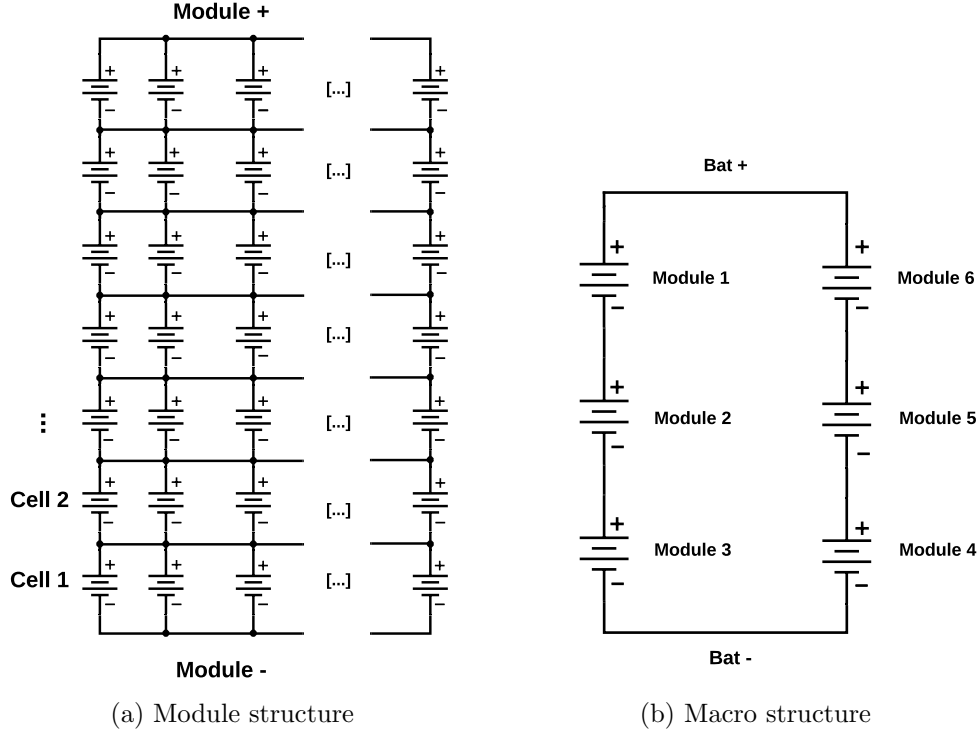 Module +
+ + + +
[...]
− − − −
+ + + +
[...]
− − − −
+ + + +
[...]
− − − −
+ + + +
[...]
− − − −
+ + + +
...
[...]
− − − −
+ + + +
Cell 2
[...]
− − − −
+ + + +
Cell 1
[...]
− − − −
Module -
(a) Module structure
Bat +
+ +
Module 1 Module 6
− −
+ +
Module 2 Module 5
− −
+ +
Module 3 Module 4
− −
Bat -
(b) Macro structure